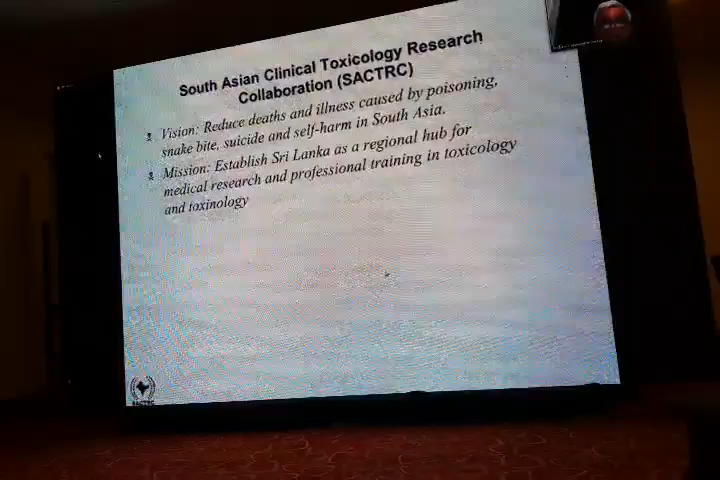 South Asian Clinical Toxicology Research
Collaboration (SACTRC)
Vision: Reduce deaths and illness caused by poisoning,
snake bite, suicide and self-harm in South Asia.
Mission: Establish Sri Lanka as a regional hub for
medical research and professional training in toxicology
and toxinology
SACTRC